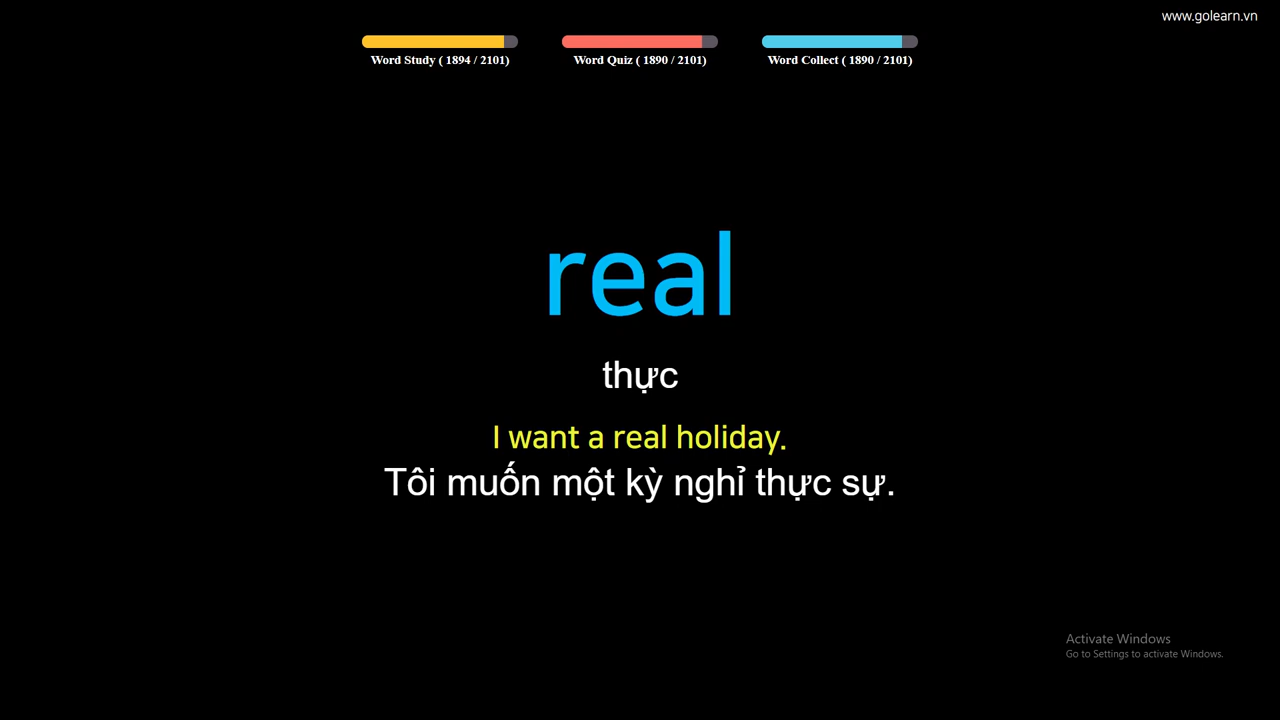 www.golearn.vn
Word Study ( 1894 / 2101)
Word Quiz ( 1890 / 2101)
Word Collect ( 1890 / 2101)
real
thực
I want a real holiday.
Tôi muốn một kỳ nghỉ thực sự.
Activate Windows
Go to Settings to activate Windows.